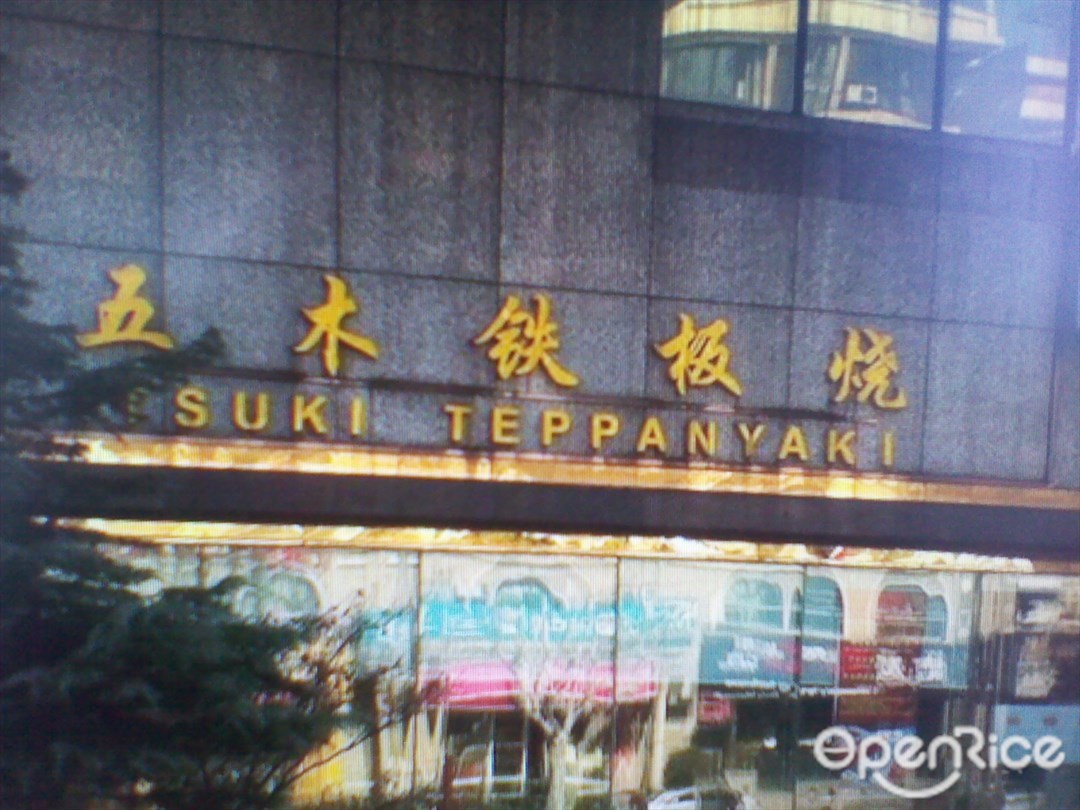 五木铁板烧
SUKI TEPPANYAKI
OpenRice